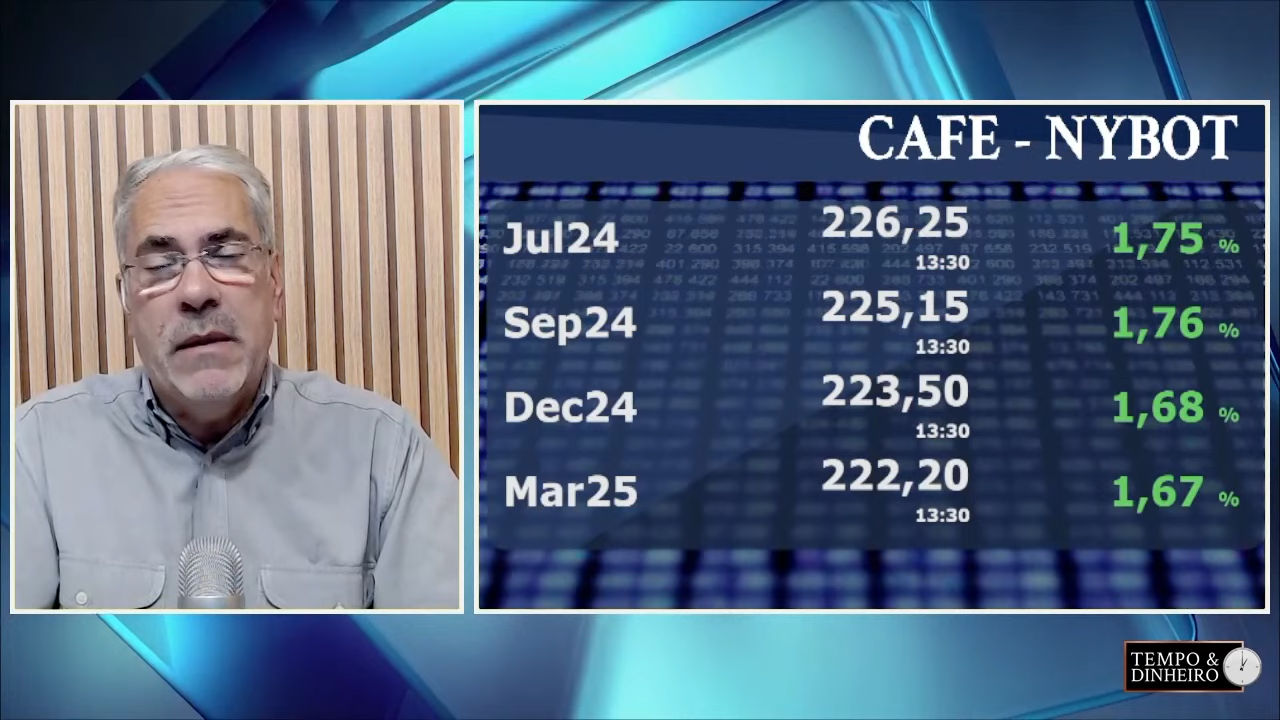 CAFE - NYBOT
Jul24 226,25 1,75 %
13:30
Sep24 225,15 1,76 %
13:30
Dec24 223,50 1,68 %
13:30
Mar25 222,20 1,67 %
13:30
TEMPO &
DINHEIRO